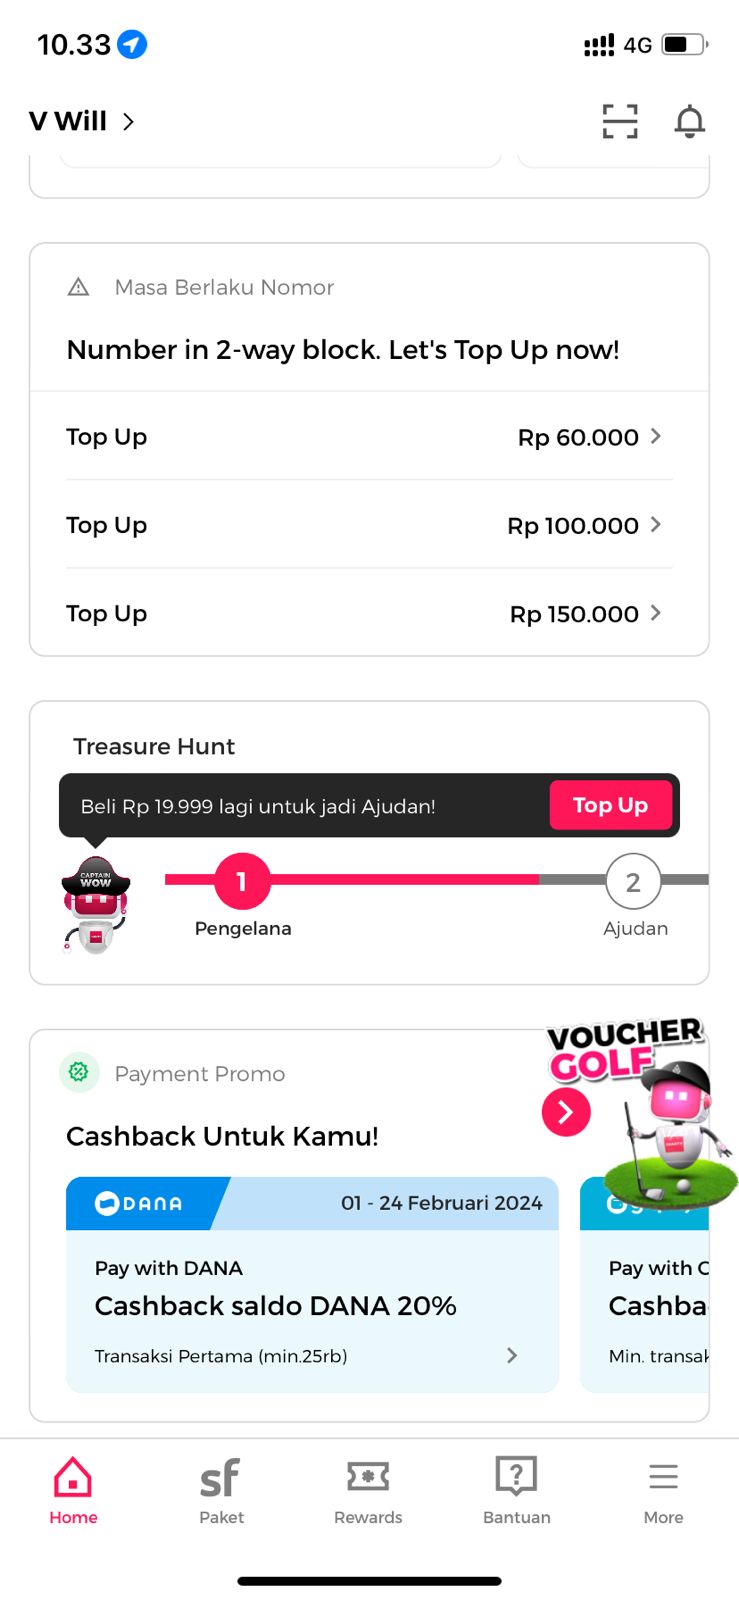 10.33
4G
V Will
Masa Berlaku Nomor
Number in 2-way block. Let's Top Up now!
Top Up Rp 60.000
Top Up Rp 100.000
Top Up Rp 150.000
Treasure Hunt
Beli Rp 19.999 lagi untuk jadi Ajudan! Top Up
CAPTAIN
WOW
1 2
Pengelana Ajudan
VOUCHER
GOLF
Payment Promo
Cashback Untuk Kamu!
DANA 01 - 24 Februari 2024
Pay with DANA
Cashback saldo DANA 20%
Transaksi Pertama (min.25rb)
Pay with
Cashba
Min. transak
sf
Home Paket Rewards Bantuan More